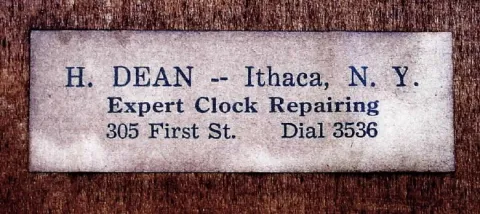 H. DEAN -- Ithaca, N. Y.
Expert Clock Repairing
305 First St. Dial 3536